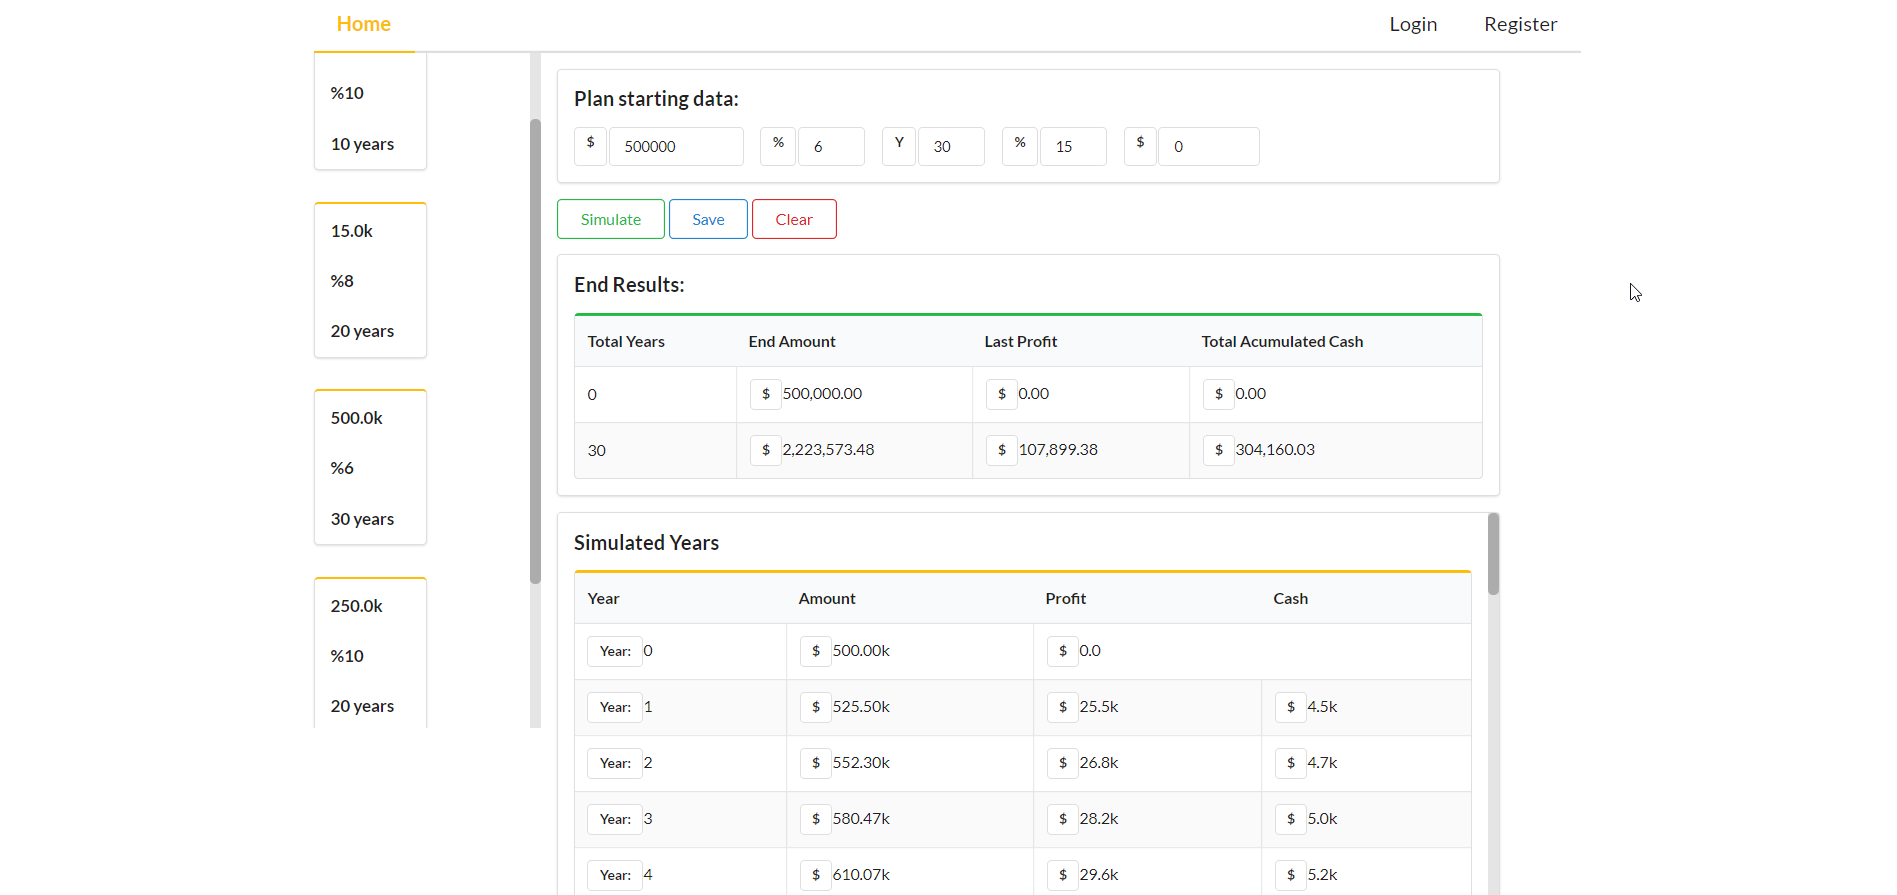 Home Login Register
%10
10 years
15.0k
%8
20 years
500.0k
%6
30 years
250.0k
%10
20 years
Plan starting data:
$ 500000 % 6 Y 30 % 15 $ 0
Simulate Save Clear
End Results:
Total Years End Amount Last Profit Total Acumulated Cash
0 $ 500,000.00 $ 0.00 $ 0.00
30 $ 2,223,573.48 $ 107,899.38 $ 304,160.03
Simulated Years
Year Amount Profit Cash
Year: 0 $ 500.00k $ 0.0
Year: 1 $ 525.50k $ 25.5k $ 4.5k
Year: 2 $ 552.30k $ 26.8k $ 4.7k
Year: 3 $ 580.47k $ 28.2k $ 5.0k
Year: 4 $ 610.07k $ 29.6k $ 5.2k